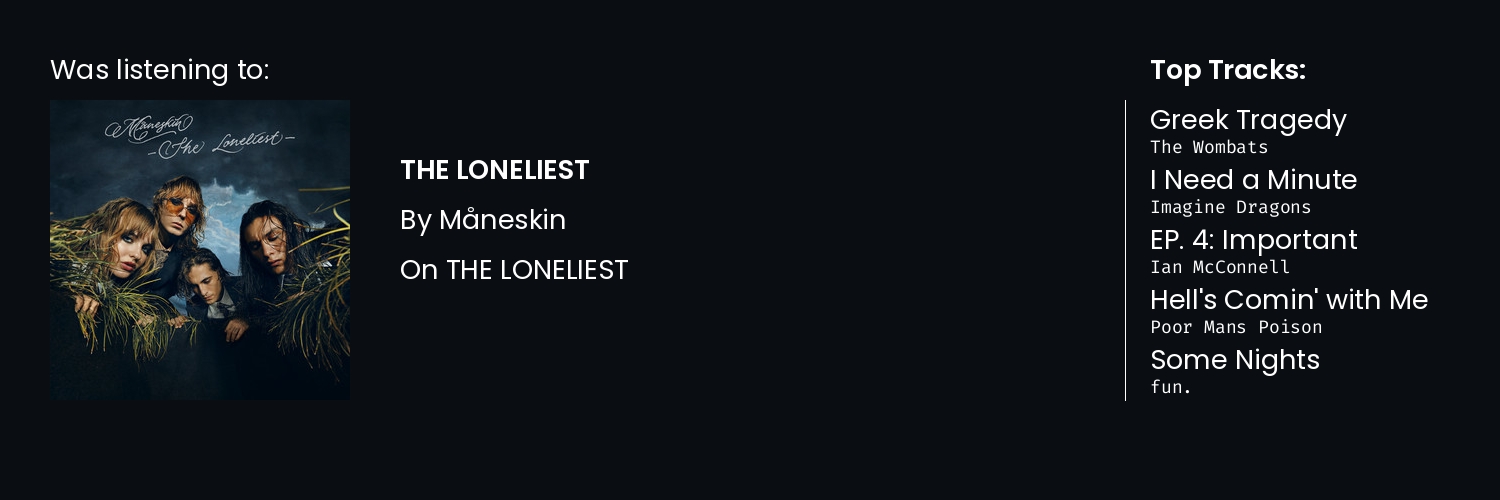 Was listening to:
Måneskin
– The Loneliest –
THE LONELIEST
By Måneskin
On THE LONELIEST
Top Tracks:
Greek Tragedy
The Wombats
I Need a Minute
Imagine Dragons
EP. 4: Important
Ian McConnell
Hell's Comin' with Me
Poor Mans Poison
Some Nights
fun.